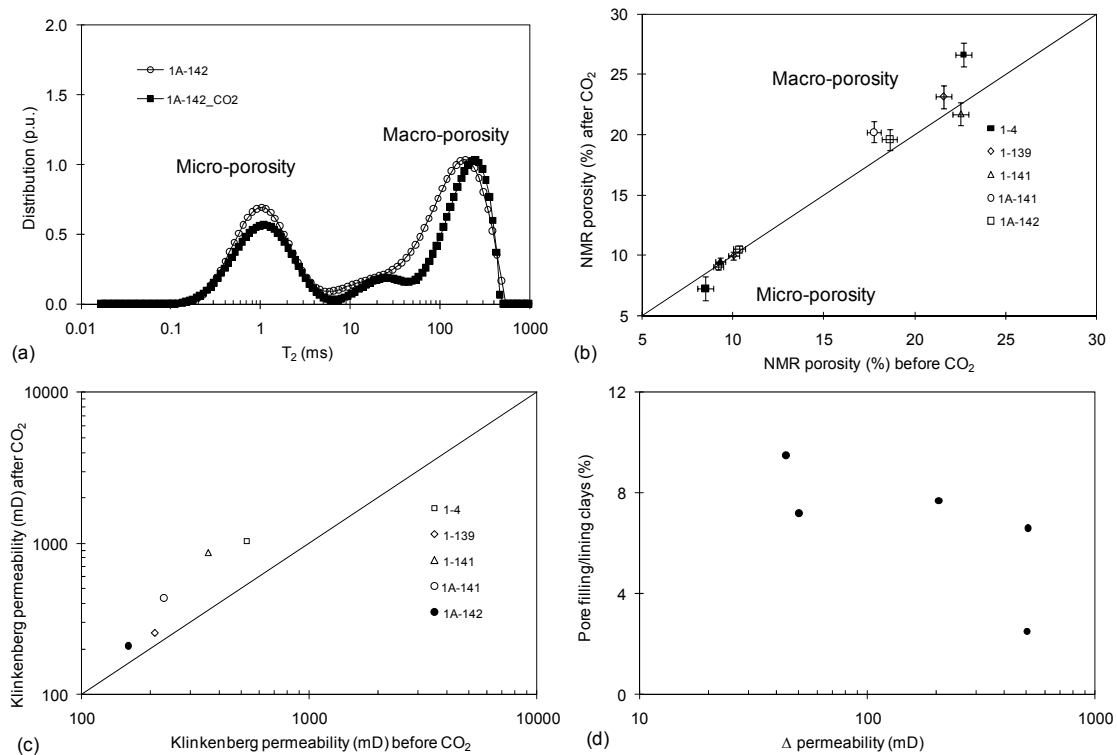 2.0
1.5
1.0
0.5
0.0
Distribution (p.u.)
1A-142
1A-142_CO2
Micro-porosity
Macro-porosity
0.01 0.1 1 10 100 1000
T₂ (ms)
(a)
30
25
20
15
10
5
NMR porosity (%) after CO₂
Macro-porosity
1-4
1-139
1-141
1A-141
1A-142
Micro-porosity
5 10 15 20 25 30
NMR porosity (%) before CO₂
(b)
10000
1000
100
Klinkenberg permeability (mD) after CO₂
1-4
1-139
1-141
1A-141
1A-142
100 1000 10000
Klinkenberg permeability (mD) before CO₂
(c)
12
8
4
0
Pore filling/lining clays (%)
10 100 1000
Δ permeability (mD)
(d)